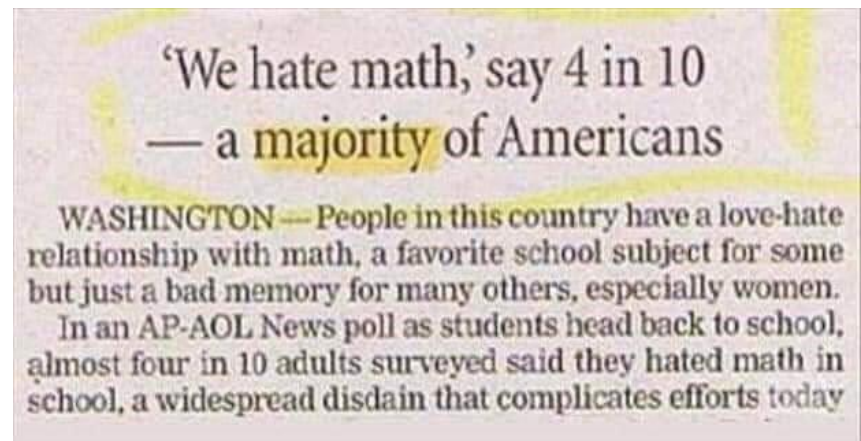 ‘We hate math,’ say 4 in 10
— a majority of Americans
WASHINGTON — People in this country have a love-hate
relationship with math, a favorite school subject for some
but just a bad memory for many others, especially women.
In an AP-AOL News poll as students head back to school,
almost four in 10 adults surveyed said they hated math in
school, a widespread disdain that complicates efforts today